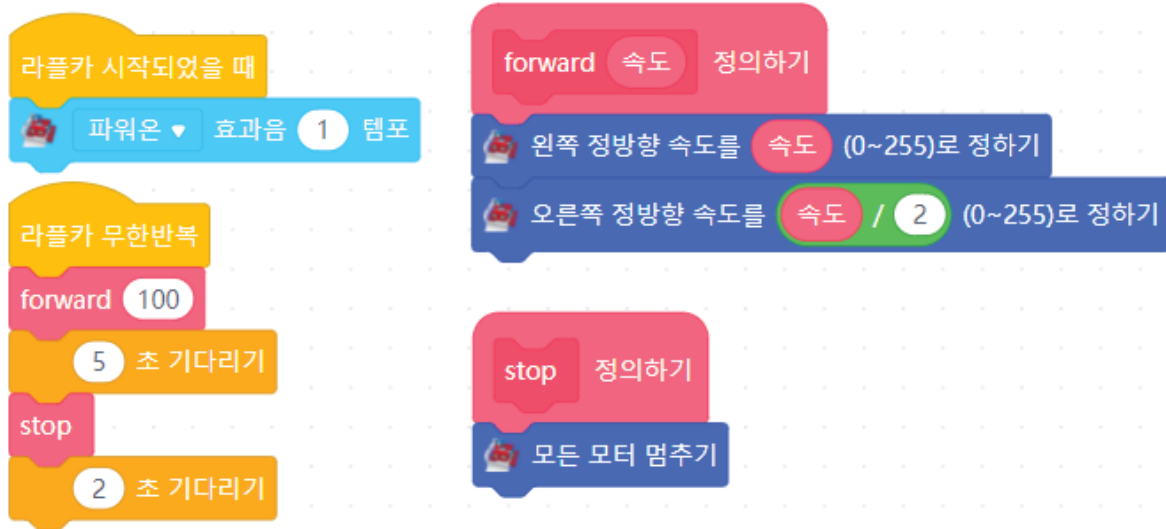 라플카 시작되었을 때
파워온 ▼ 효과음 1 템포
라플카 무한반복
forward 100
5 초 기다리기
stop
2 초 기다리기
forward 속도 정의하기
왼쪽 정방향 속도를 속도 (0~255)로 정하기
오른쪽 정방향 속도를 속도 / 2 (0~255)로 정하기
stop 정의하기
모든 모터 멈추기